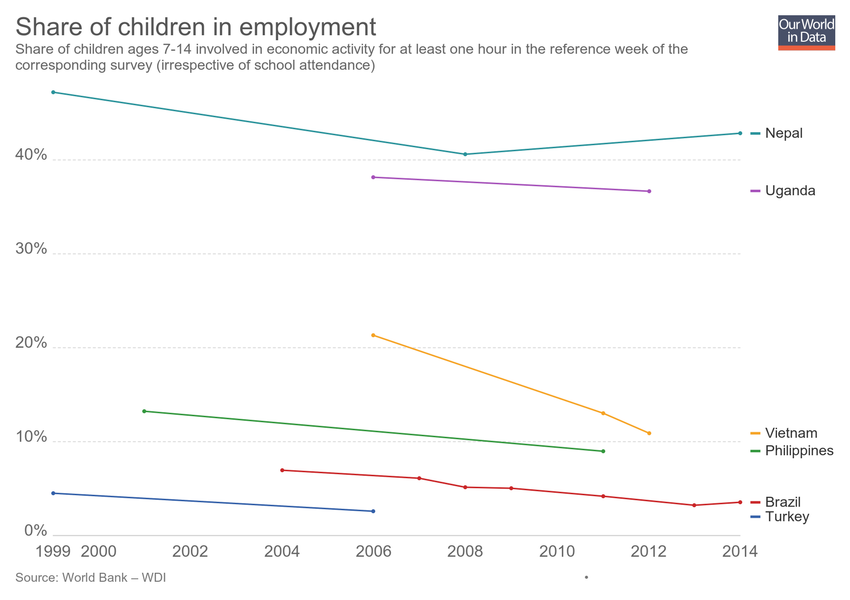 Share of children in employment
Share of children ages 7-14 involved in economic activity for at least one hour in the reference week of the
corresponding survey (irrespective of school attendance)
Our World
in Data
Nepal
40%
Uganda
30%
20%
10%
Vietnam
Philippines
Brazil
Turkey
0%
1999 2000 2002 2004 2006 2008 2010 2012 2014
Source: World Bank – WDI